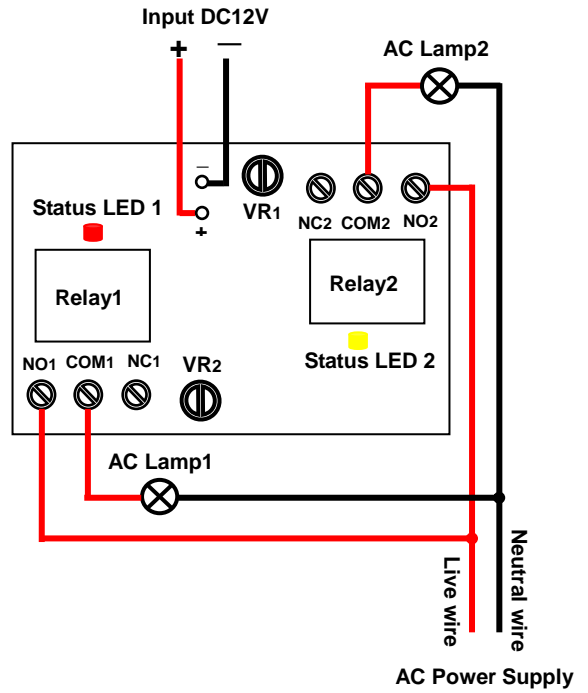 Input DC12V
+ —
AC Lamp2
–
+
VR1
NC2 COM2 NO2
Status LED 1
Relay1
Relay2
Status LED 2
NO1 COM1 NC1
VR2
AC Lamp1
Live wire
Neutral wire
AC Power Supply